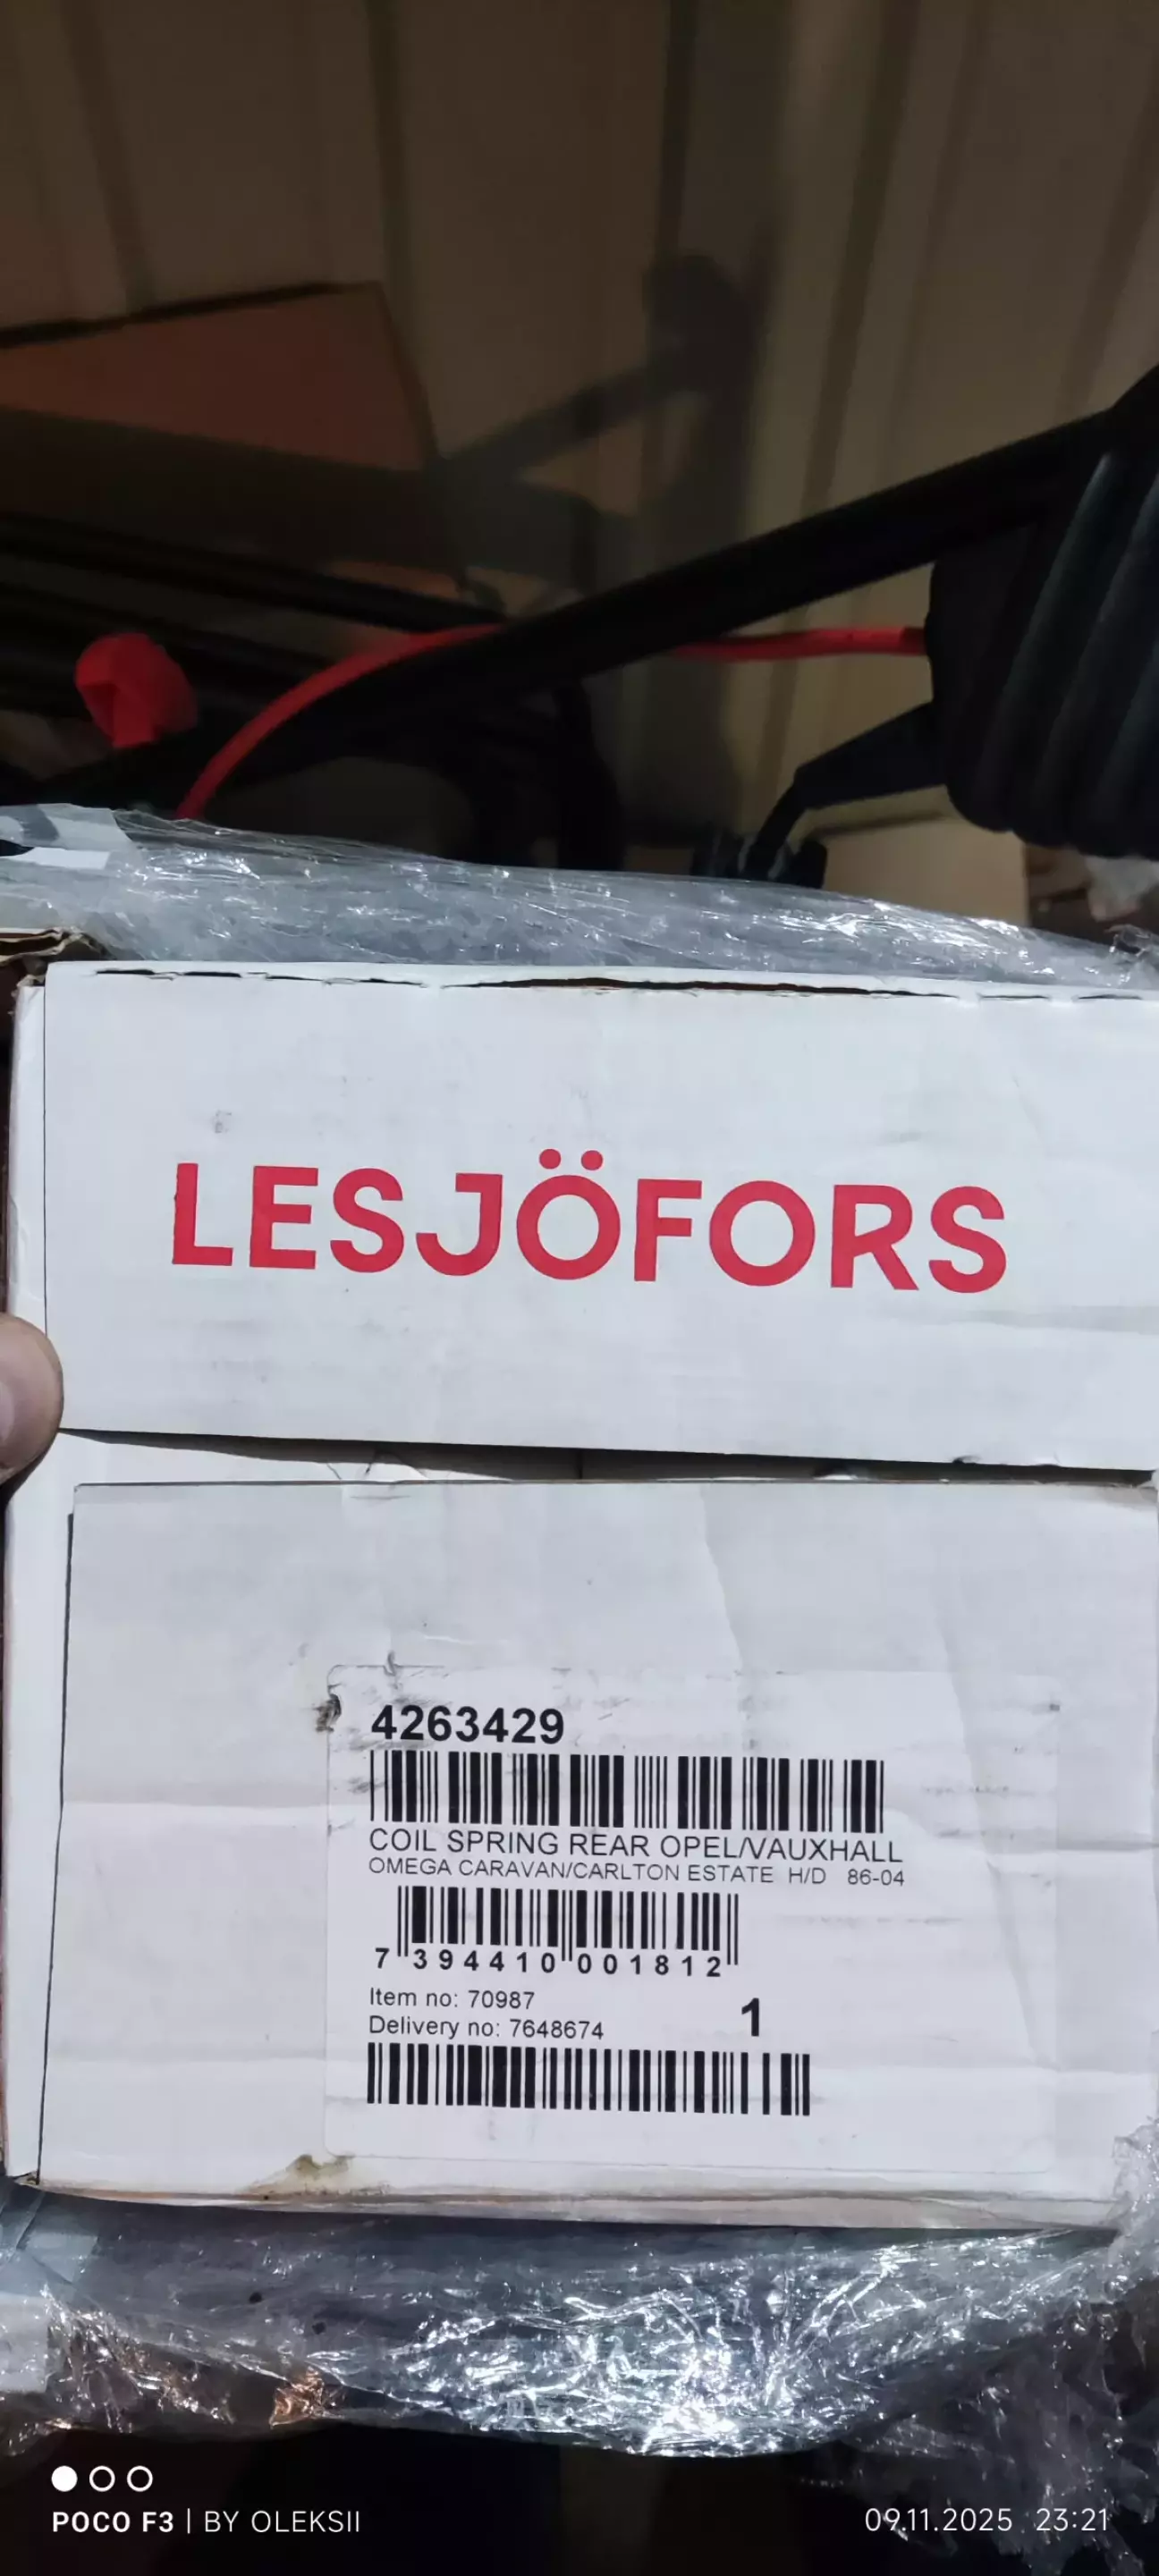 LESJÖFORS
4263429
COIL SPRING REAR OPEL/VAUXHALL
OMEGA CARAVAN/CARLTON ESTATE H/D 86-04
7 394410 001812
Item no: 70987
1
Delivery no: 7648674
POCO F3 | BY OLEKSII
09.11.2025 23:21